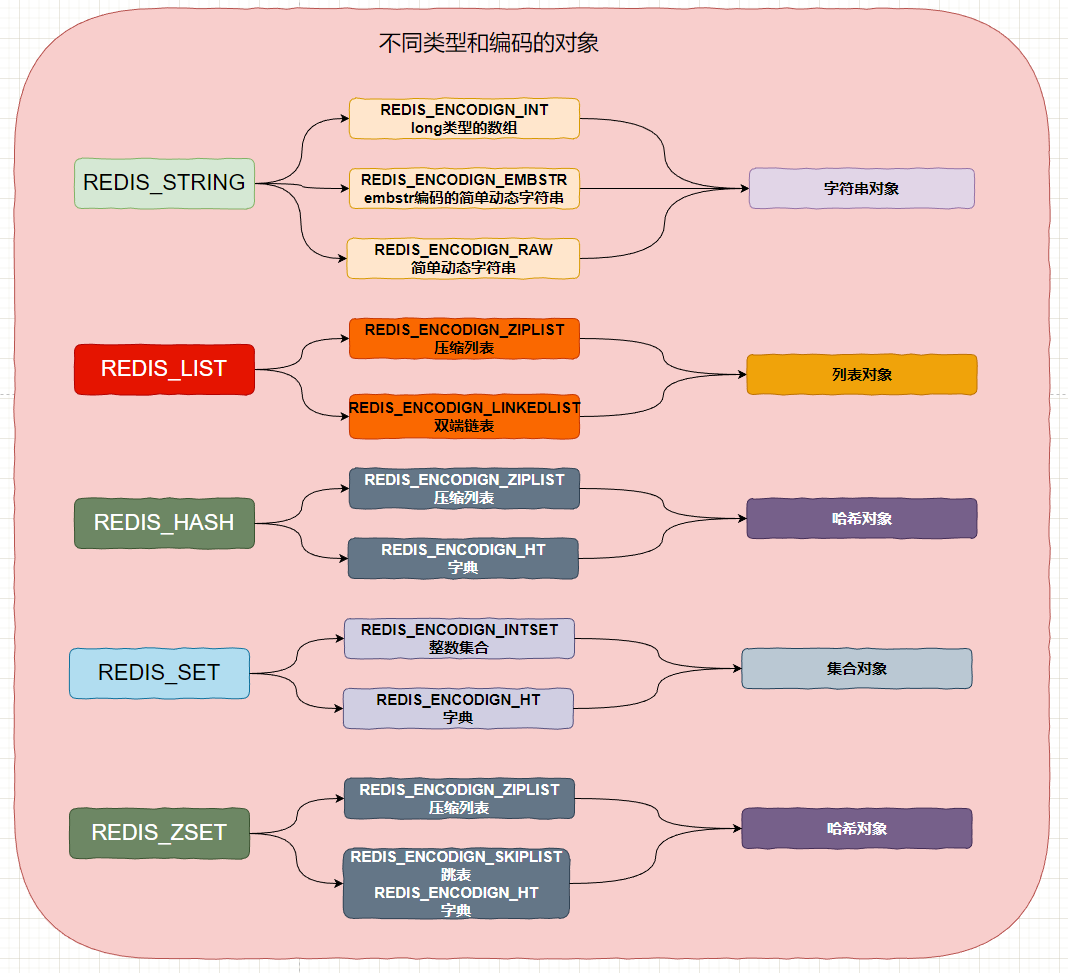 不同类型和编码的对象
REDIS_STRING
REDIS_ENCODIGN_INT
long类型的数组
REDIS_ENCODIGN_EMBSTR
embstr编码的简单动态字符串
REDIS_ENCODIGN_RAW
简单动态字符串
字符串对象
REDIS_LIST
REDIS_ENCODIGN_ZIPLIST
压缩列表
REDIS_ENCODIGN_LINKEDLIST
双端链表
列表对象
REDIS_HASH
REDIS_ENCODIGN_ZIPLIST
压缩列表
REDIS_ENCODIGN_HT
字典
哈希对象
REDIS_SET
REDIS_ENCODIGN_INTSET
整数集合
REDIS_ENCODIGN_HT
字典
集合对象
REDIS_ZSET
REDIS_ENCODIGN_ZIPLIST
压缩列表
REDIS_ENCODIGN_SKIPLIST
跳表
REDIS_ENCODIGN_HT
字典
哈希对象